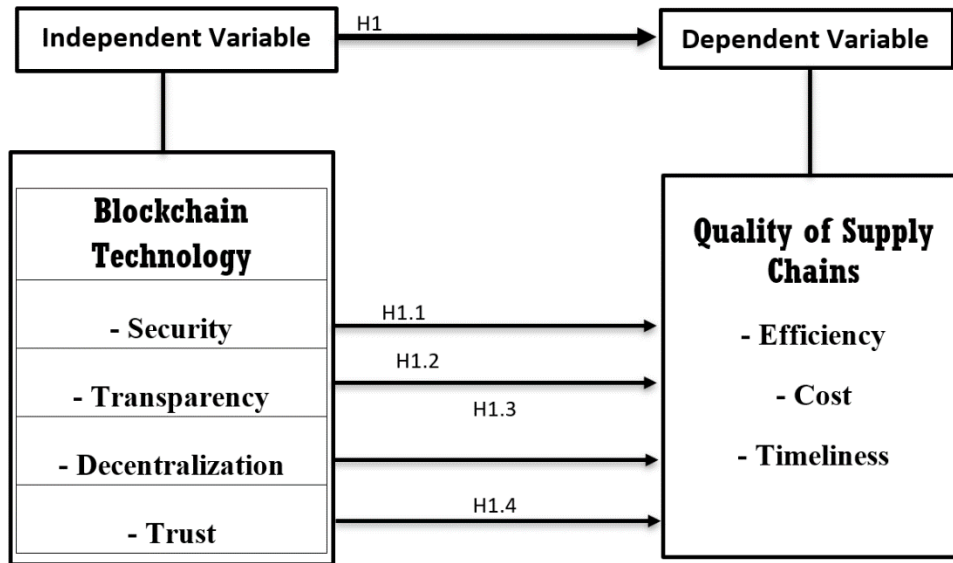 Independent Variable
H1
Dependent Variable
Blockchain
Technology
- Security
- Transparency
- Decentralization
- Trust
H1.1
H1.2
H1.3
H1.4
Quality of Supply
Chains
- Efficiency
- Cost
- Timeliness